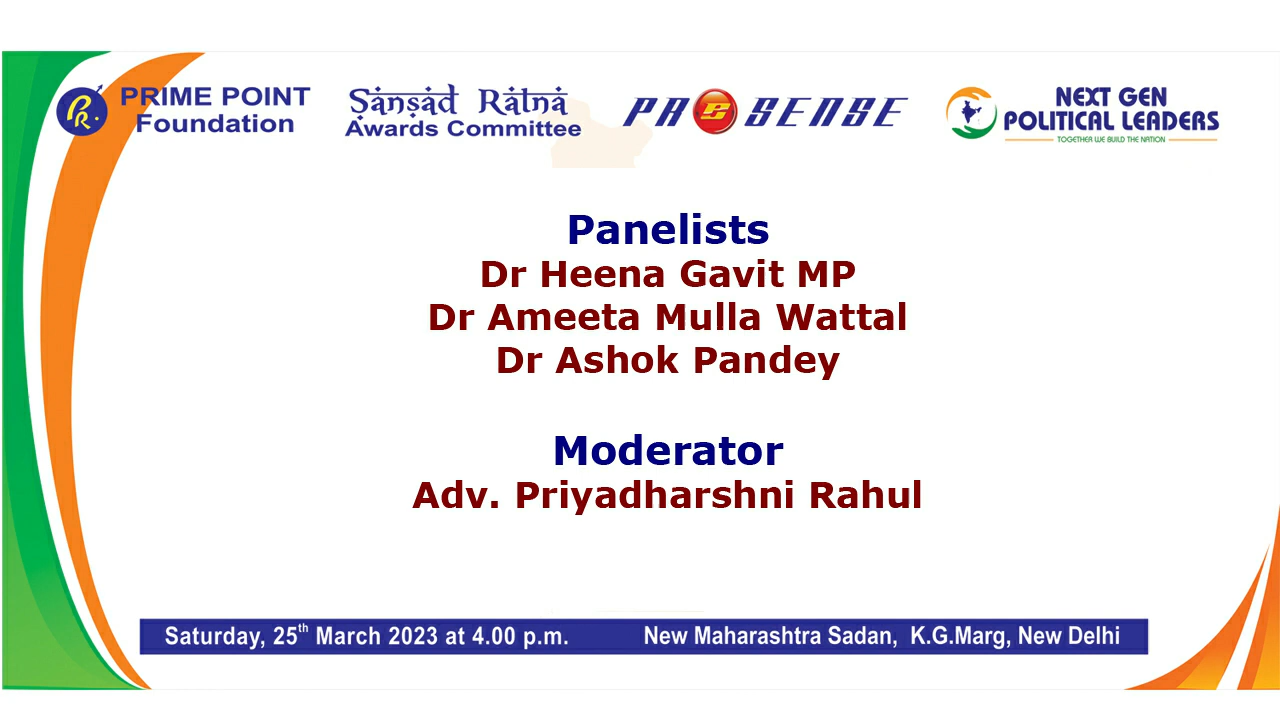 PR.
PRIME POINT
Foundation
Sansad Ratna
Awards Committee
PReSENSE
NEXT GEN
POLITICAL LEADERS
TOGETHER WE BUILD THE NATION
Panelists
Dr Heena Gavit MP
Dr Ameeta Mulla Wattal
Dr Ashok Pandey
Moderator
Adv. Priyadharshni Rahul
Saturday, 25th March 2023 at 4.00 p.m. New Maharashtra Sadan, K.G.Marg, New Delhi